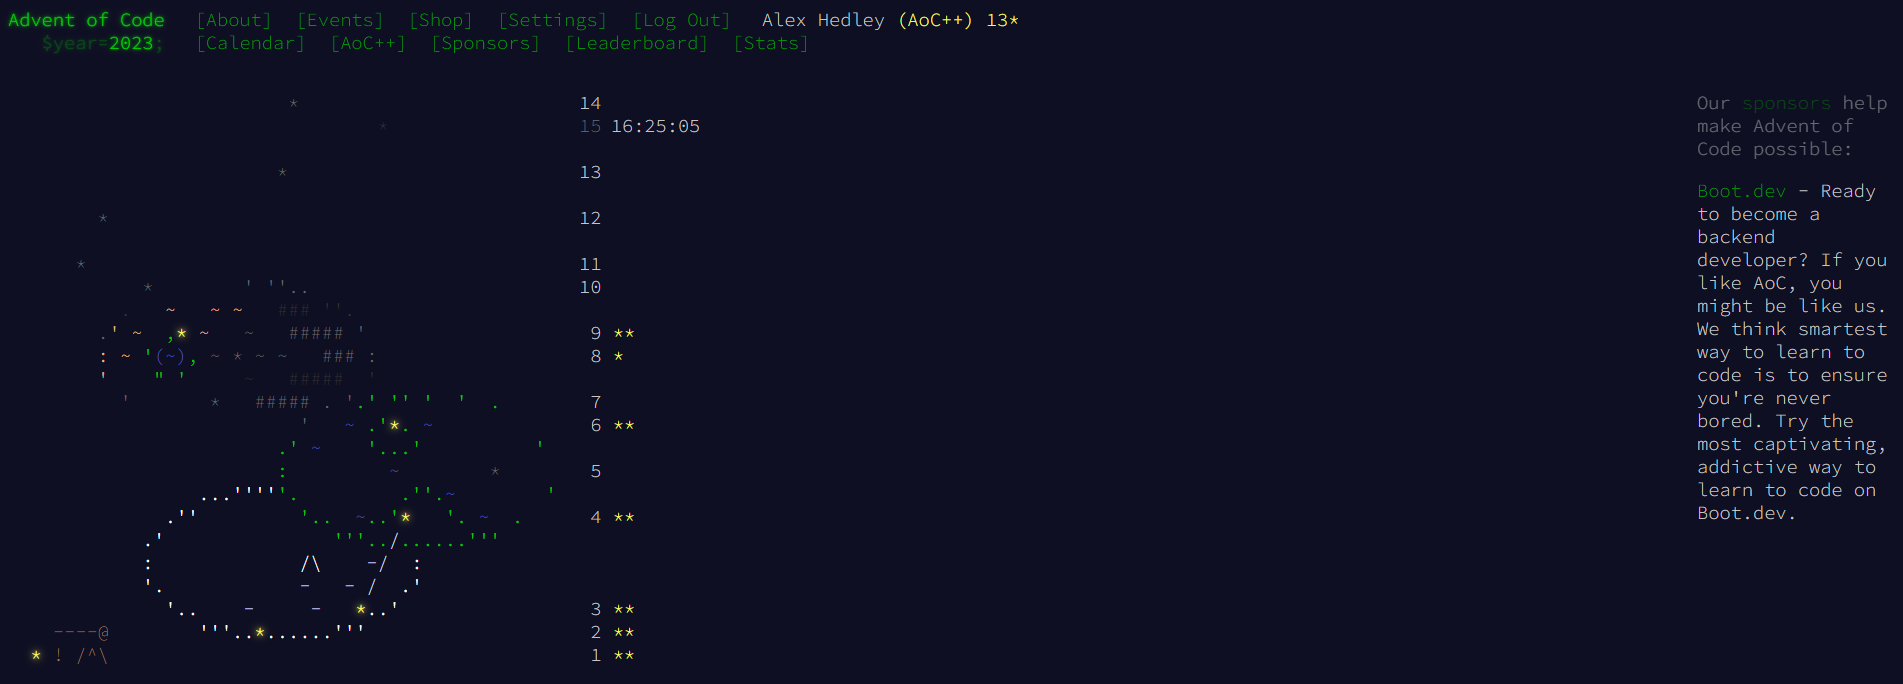 Advent of Code [About] [Events] [Shop] [Settings] [Log Out] Alex Hedley (AoC++) 13*
$year=2023; [Calendar] [AoC++] [Sponsors] [Leaderboard] [Stats]
14
15 16:25:05
13
12
11
10
9 **
8 *
7
6 **
5
4 **
3 **
2 **
1 **
Our sponsors help
make Advent of
Code possible:
Boot.dev - Ready
to become a
backend
developer? If you
like AoC, you
might be like us.
We think smartest
way to learn to
code is to ensure
you're never
bored. Try the
most captivating,
addictive way to
learn to code on
Boot.dev.